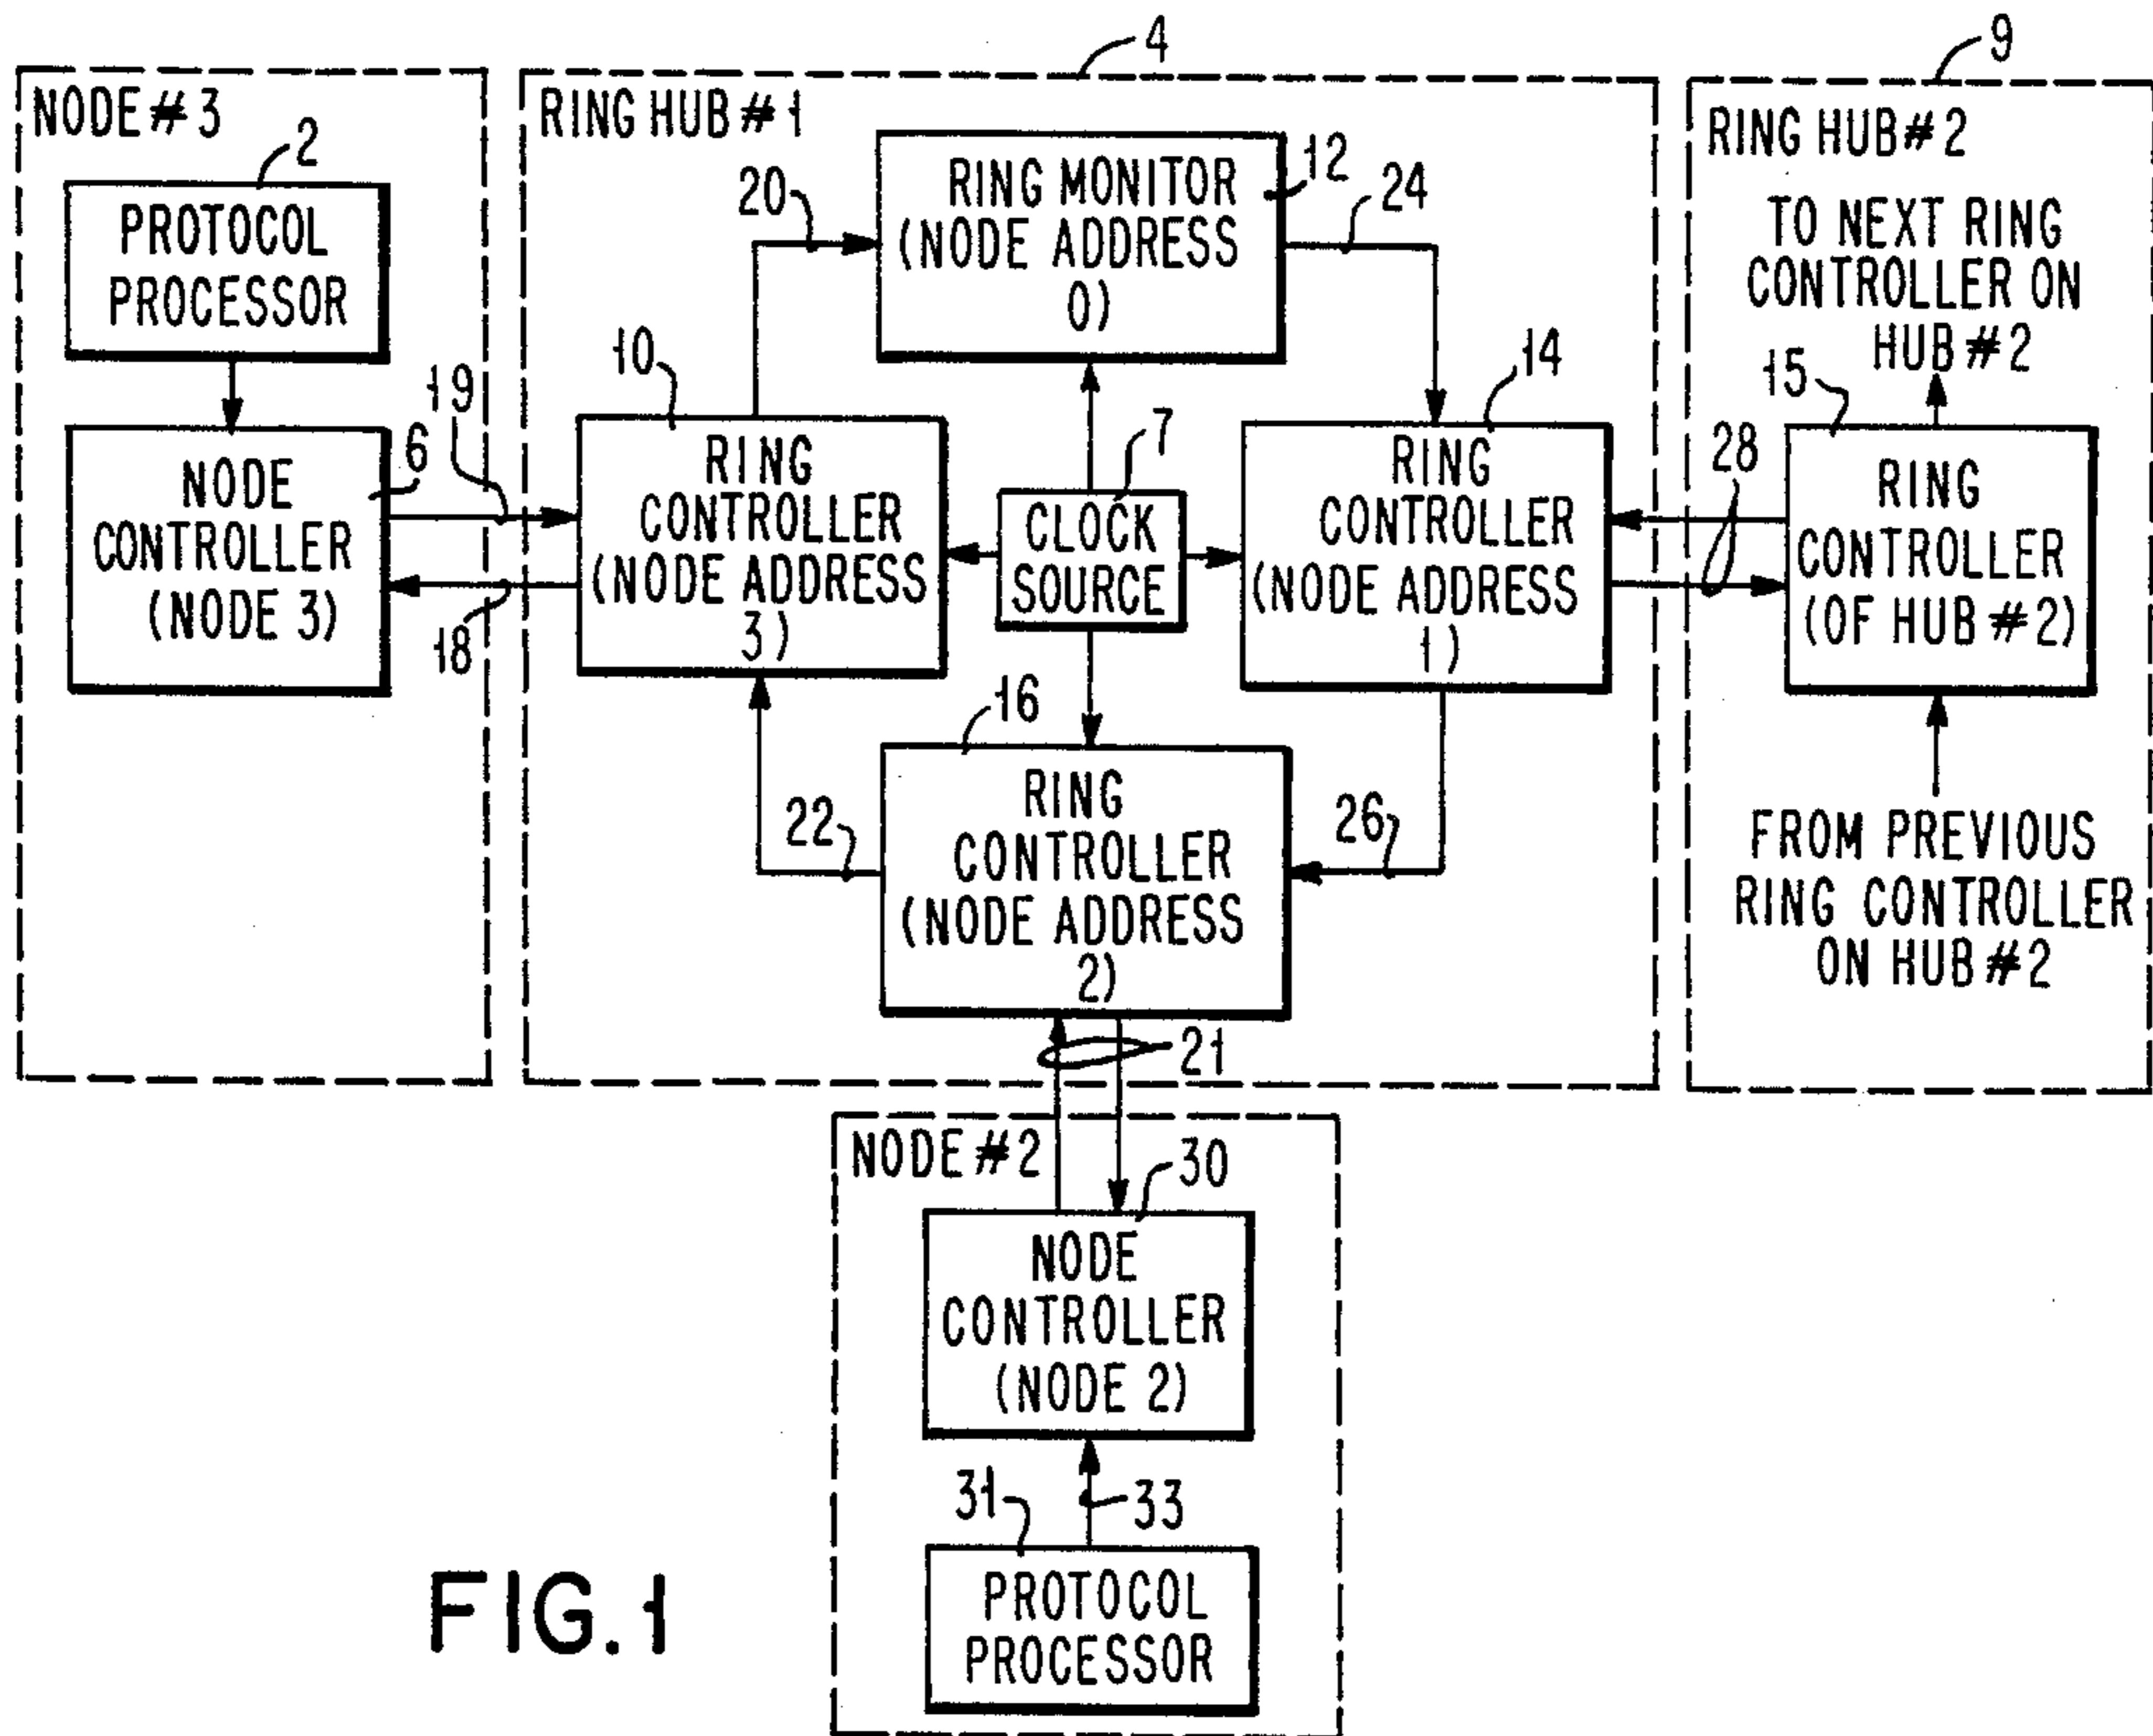 4
9
NODE #3
2
PROTOCOL
PROCESSOR
6
NODE
CONTROLLER
(NODE 3)
19
18
RING HUB #1
20
RING MONITOR
(NODE ADDRESS
0)
12
24
10
RING
CONTROLLER
(NODE ADDRESS
3)
7
CLOCK
SOURCE
14
RING
CONTROLLER
(NODE ADDRESS
1)
16
RING
CONTROLLER
(NODE ADDRESS
2)
22
26
21
28
RING HUB #2
TO NEXT RING
CONTROLLER ON
HUB #2
15
RING
CONTROLLER
(OF HUB #2)
FROM PREVIOUS
RING CONTROLLER
ON HUB #2
NODE #2
30
NODE
CONTROLLER
(NODE 2)
31
33
PROTOCOL
PROCESSOR
FIG. 1